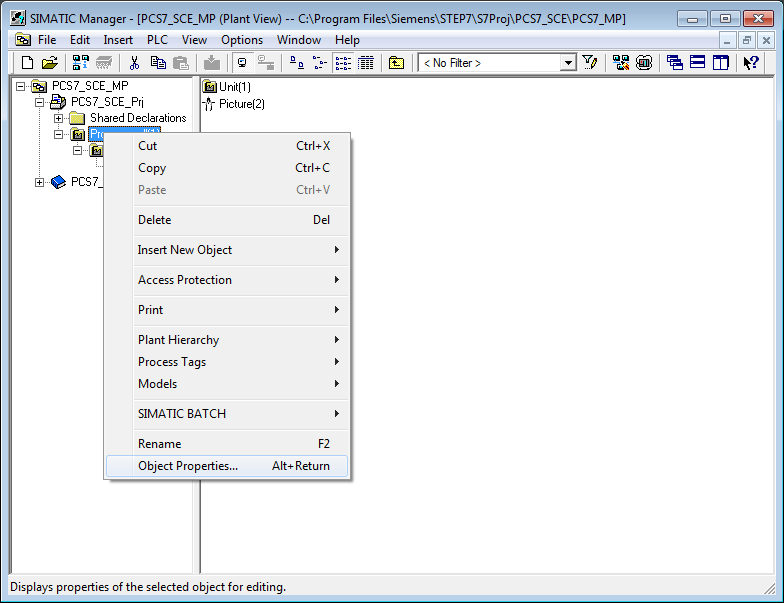 SIMATIC Manager - [PCS7_SCE_MP (Plant View) -- C:\Program Files\Siemens\STEP7\S7Proj\PCS7_SCE\PCS7_MP]
File Edit Insert PLC View Options Window Help
< No Filter >
PCS7_SCE_MP
PCS7_SCE_Prj
Shared Declarations
PCS7_
Unit(1)
Picture(2)
Cut Ctrl+X
Copy Ctrl+C
Paste Ctrl+V
Delete Del
Insert New Object
Access Protection
Print
Plant Hierarchy
Process Tags
Models
SIMATIC BATCH
Rename F2
Object Properties... Alt+Return
Displays properties of the selected object for editing.